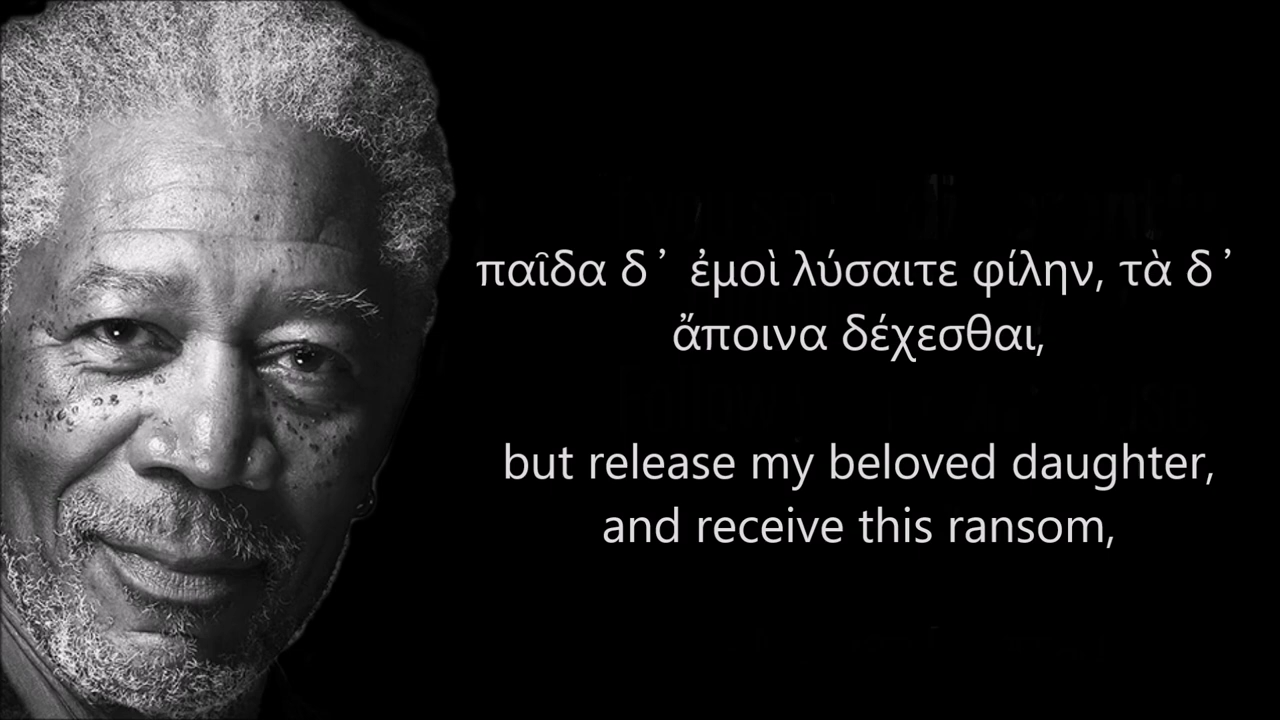 παῖδα δ᾽ ἐμοὶ λύσαιτε φίλην, τὰ δ᾽
ἄποινα δέχεσθαι,
but release my beloved daughter,
and receive this ransom,